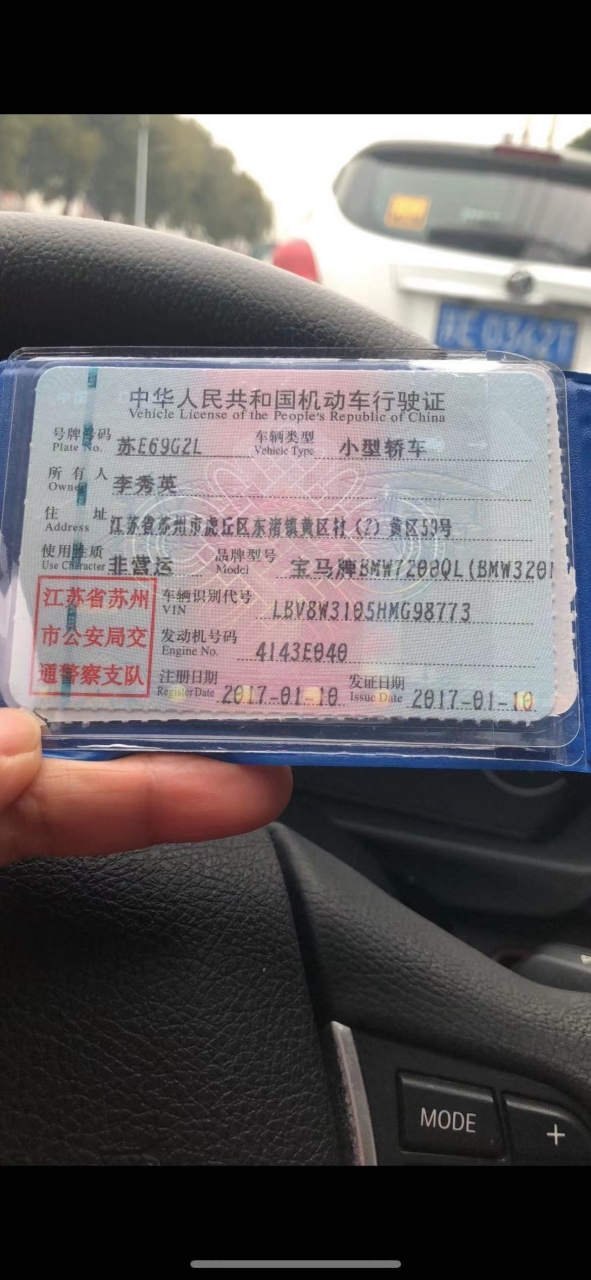 中华人民共和国机动车行驶证
Vehicle License of the People's Republic of China
号牌号码 苏E69G2L 车辆类型 小型轿车
Plate No. Vehicle Type
所有人 李秀英
Owner
住址 江苏省苏州市虎丘区东渚镇黄区村（2）黄区59号
Address
使用性质 非营运 品牌型号 宝马牌BMW7200QL(BMW320
Use Character Model
江苏省苏州
市公安局交
通警察支队
车辆识别代号 LBV8W3105HMG98773
VIN
发动机号码 4143E040
Engine No.
注册日期 2017-01-10 发证日期 2017-01-10
Register Date Issue Date
MODE
+